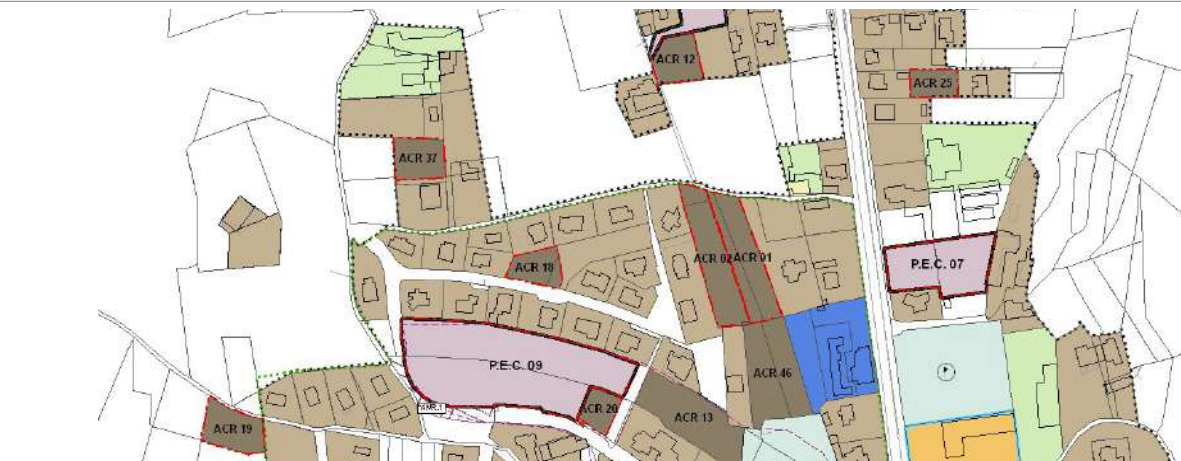 ACR 12
ACR 25
ACR 37
ACR 02
ACR 01
ACR 18
P.E.C. 07
P.E.C. 09
ACR 46
ACR 20
ACR 13
ACR 19
P